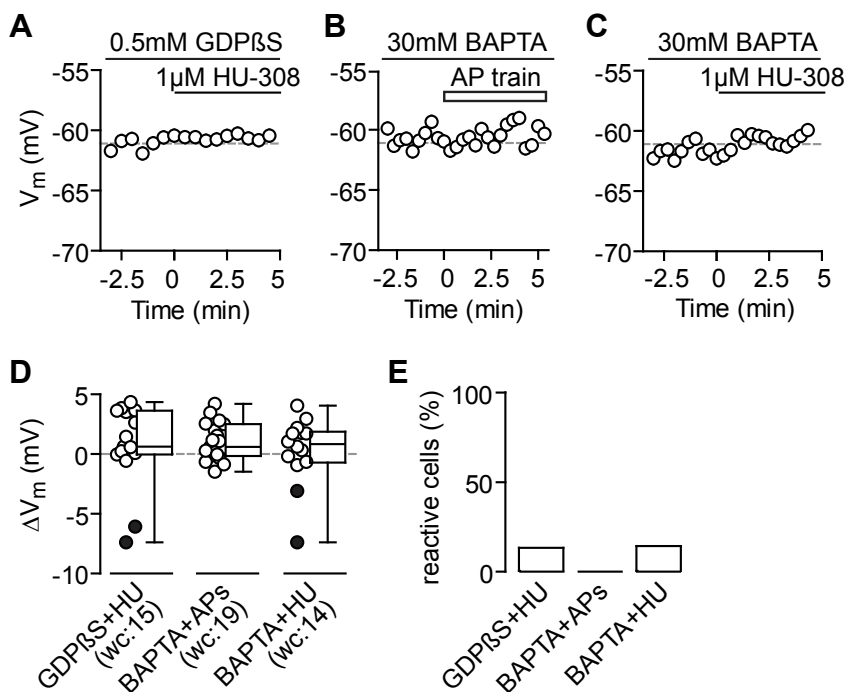 A
B
C
0.5mM GDPßS
30mM BAPTA
30mM BAPTA
1µM HU-308
AP train
1µM HU-308
-55
-60
-65
-70
Vm (mV)
-2.5 0 2.5 5
Time (min)
-55
-60
-65
-70
-2.5 0 2.5 5
Time (min)
-55
-60
-65
-70
-2.5 0 2.5 5
Time (min)
D
5
0
-5
-10
ΔVm (mV)
GDPßS+HU
(wc:15)
BAPTA+APs
(wc:19)
BAPTA+HU
(wc:14)
E
100
50
0
reactive cells (%)
GDPßS+HU
BAPTA+APs
BAPTA+HU